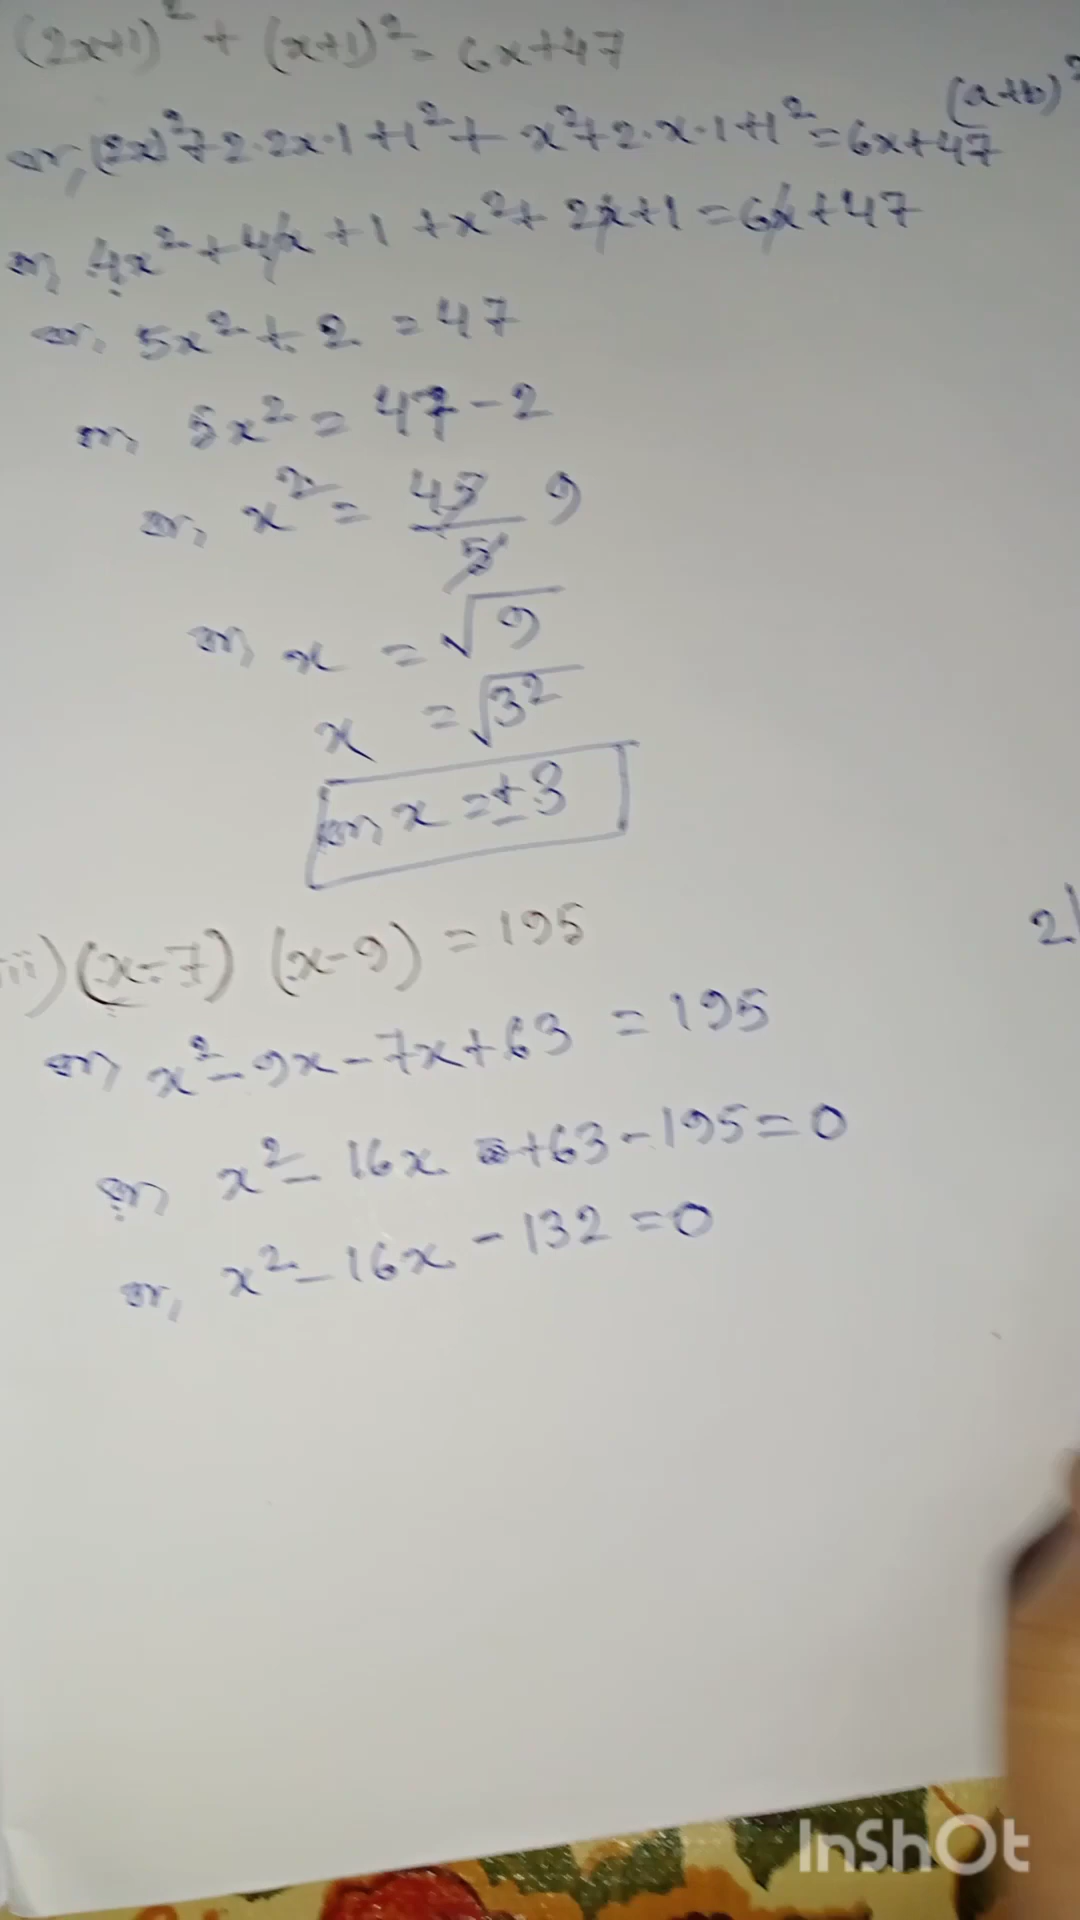 (2x+1)² + (x+1)² = 6x+47
(a+b)²
or, (2x)²+2·2x·1+1²+ x²+2·x·1+1²=6x+47
or, 4x²+4x+1+x²+2x+1=6x+47
or, 5x²+2=47
or, 5x²=47-2
or, x²=45/5 9
or, x=√9
x=√3²
or, x=±3
iii) (x-7) (x-9) = 195
2)
or, x²-9x-7x+63 = 195
or, x²-16x +63-195=0
or, x²-16x-132=0
InShOt